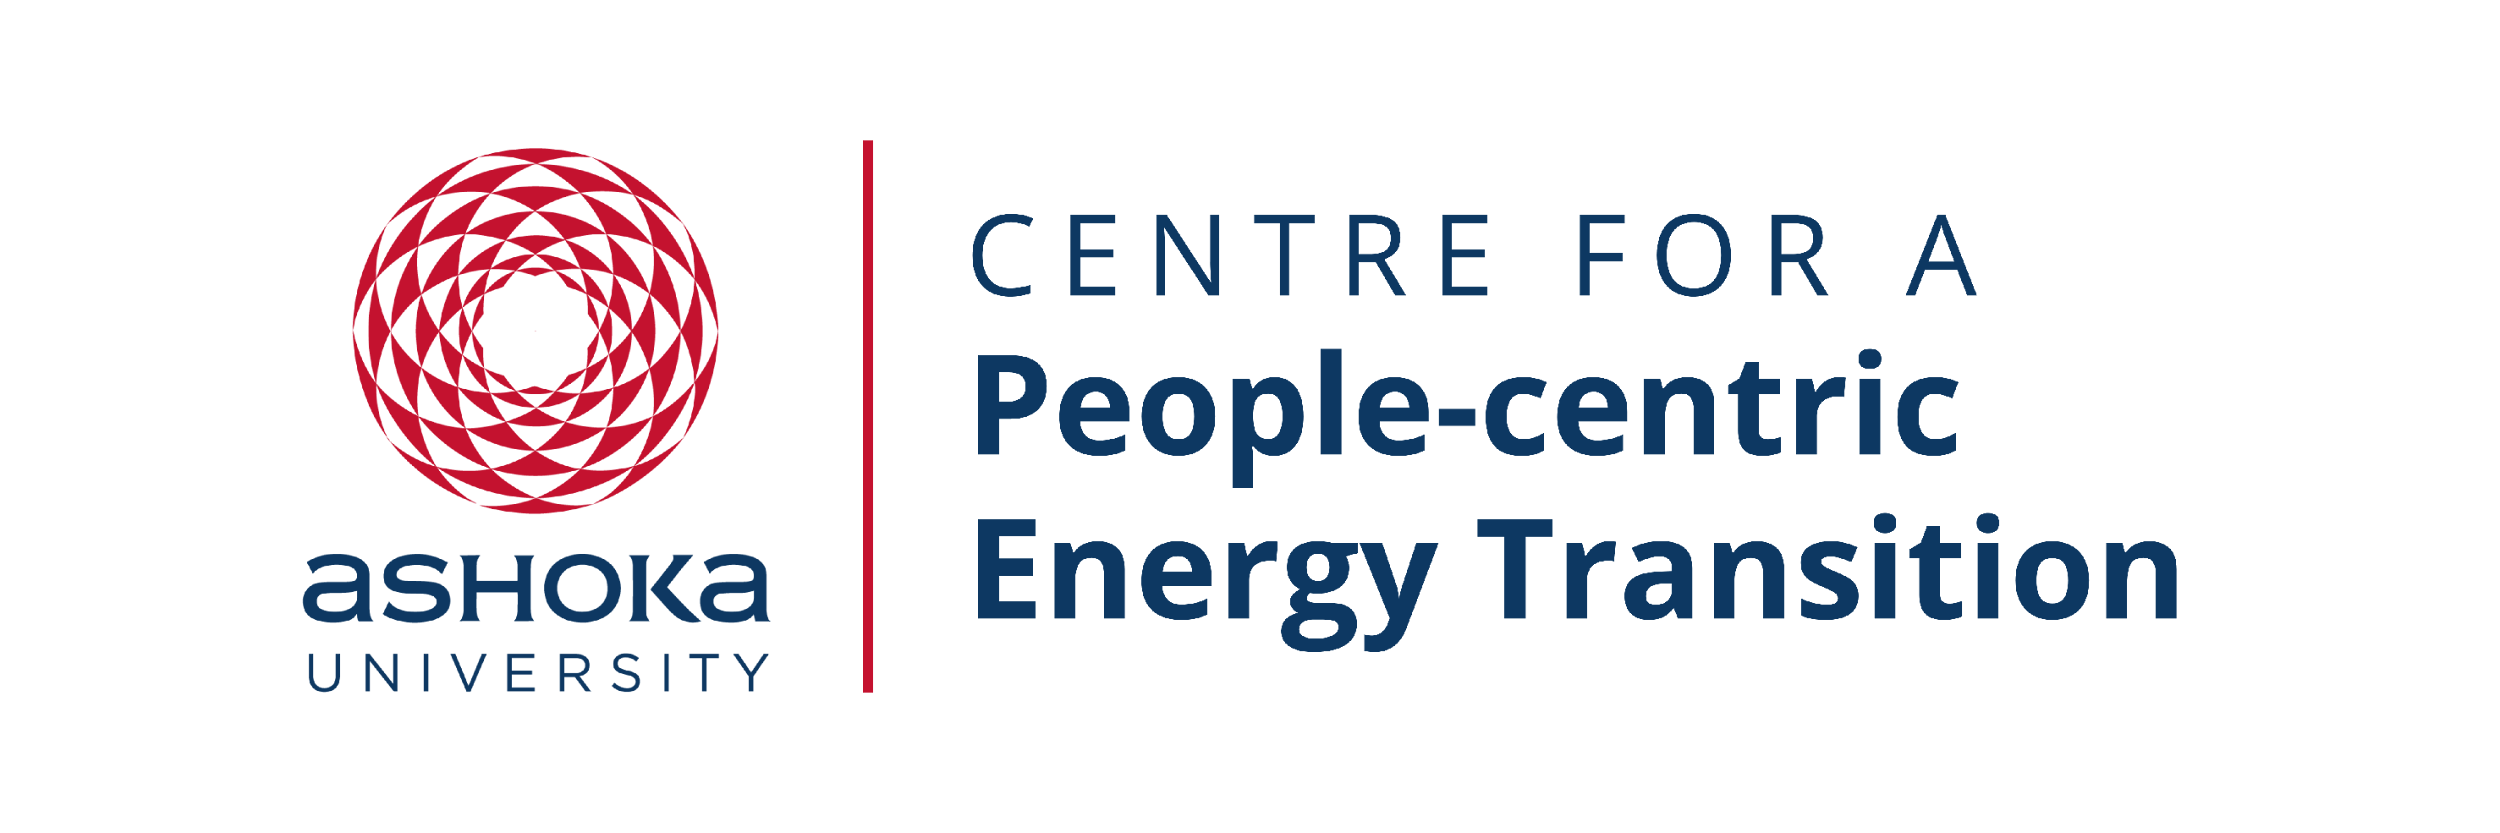 aSHOKa
UNIVERSITY
CENTRE FOR A
People-centric
Energy Transition